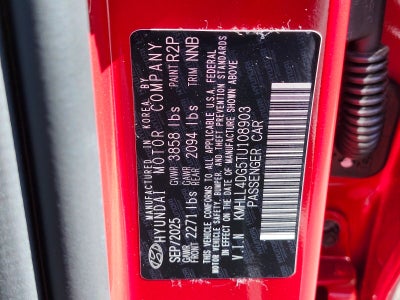 MANUFACTURED IN KOREA BY
HYUNDAI MOTOR COMPANY
SEP/2025 GVWR 3858 lbs PAINT R2P
GAWR FRONT 2271 lbs GAWR REAR 2094 lbs TRIM NNB
THIS VEHICLE CONFORMS TO ALL APPLICABLE U.S.A. FEDERAL
MOTOR VEHICLE SAFETY, BUMPER, AND THEFT PREVENTION STANDARDS
IN EFFECT ON THE DATE OF MANUFACTURE SHOWN ABOVE
V.I.N KMHLL4DG5TU108903
PASSENGER CAR